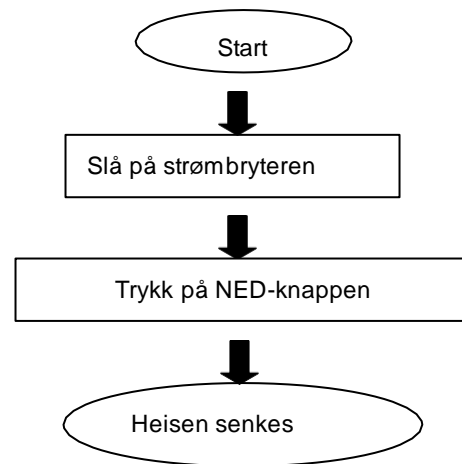 Start
Slå på strømbryteren
Trykk på NED-knappen
Heisen senkes